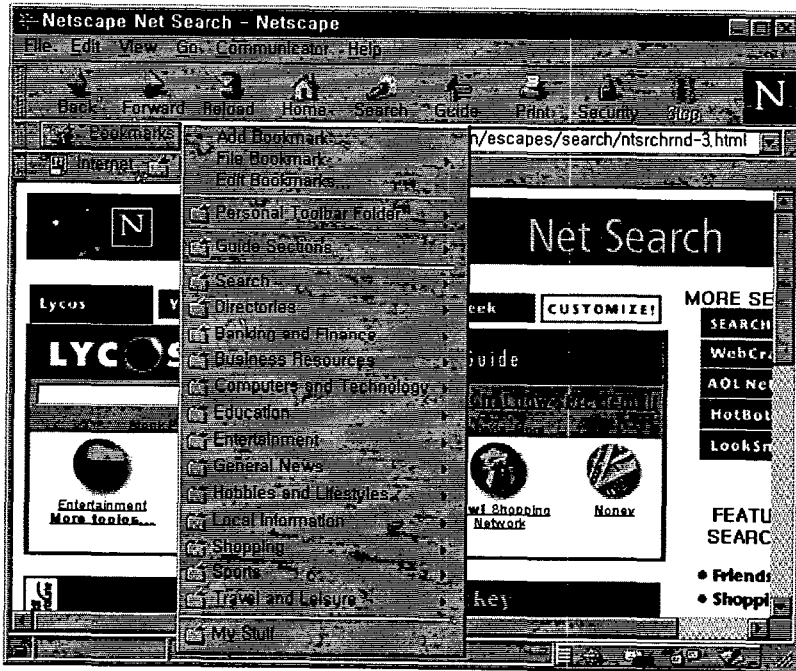 Netscape Net Search - Netscape
File Edit View Go Communicator Help
Back Forward Reload Home Search Guide Print Security Stop
N
Bookmarks
n/escapes/search/ntsrchrnd-3.html
Internet
Add Bookmark
File Bookmark
Edit Bookmarks...
Personal Toolbar Folder
Guide Sections
Search
Directories
Banking and Finance
Business Resources
Computers and Technology
Education
Entertainment
General News
Hobbies and Lifestyles
Local Information
Shopping
Sports
Travel and Leisure
My Stuff
N
Net Search
Lycos
Y
eek
CUSTOMIZE!
LYCOS
Guide
Entertainment
More topics...
Shopping
Network
Money
key
MORE SE
SEARCH
WebCra
AOL Net
HotBot
LookSm
FEATU
SEARC
• Friends
• Shoppi